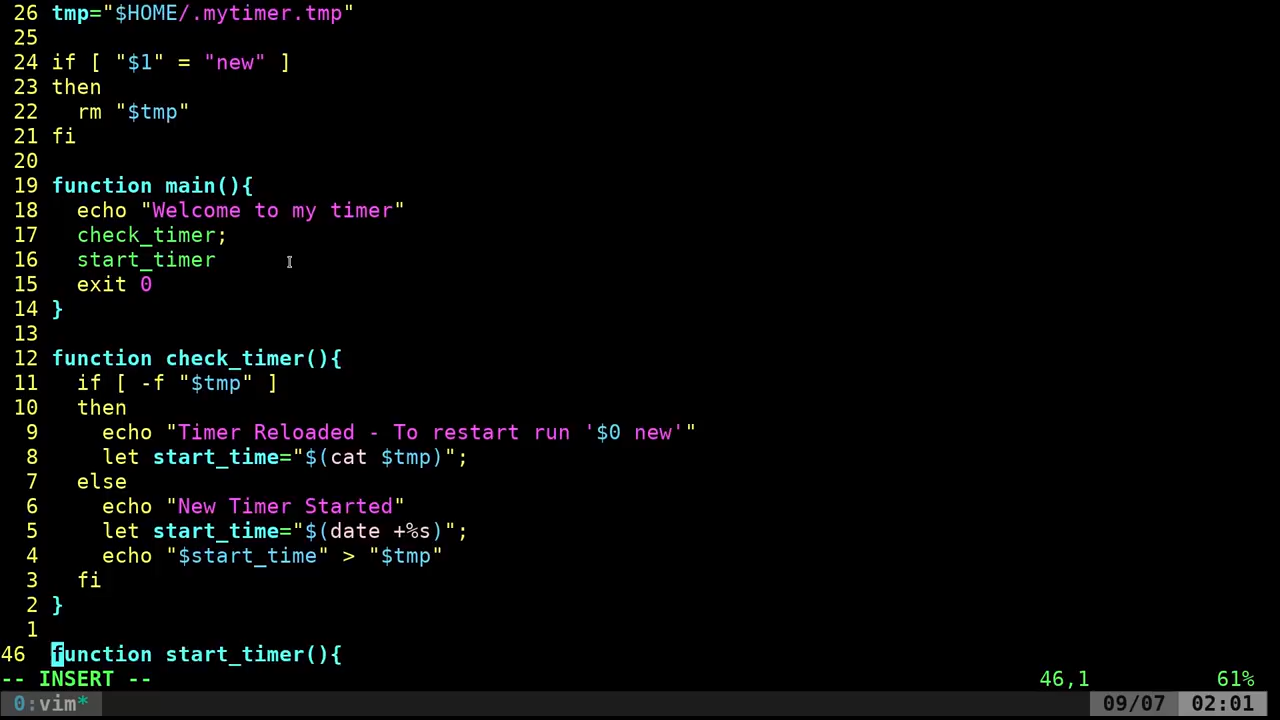 26 tmp="$HOME/.mytimer.tmp"
25
24 if [ "$1" = "new" ]
23 then
22   rm "$tmp"
21 fi
20
19 function main(){
18   echo "Welcome to my timer"
17   check_timer;
16   start_timer
15   exit 0
14 }
13
12 function check_timer(){
11   if [ -f "$tmp" ]
10   then
 9     echo "Timer Reloaded - To restart run '$0 new'"
 8     let start_time="$(cat $tmp)";
 7   else
 6     echo "New Timer Started"
 5     let start_time="$(date +%s)";
 4     echo "$start_time" > "$tmp"
 3   fi
 2 }
 1
46  function start_timer(){
-- INSERT -- 46,1 61%
0:vim* 09/07 02:01